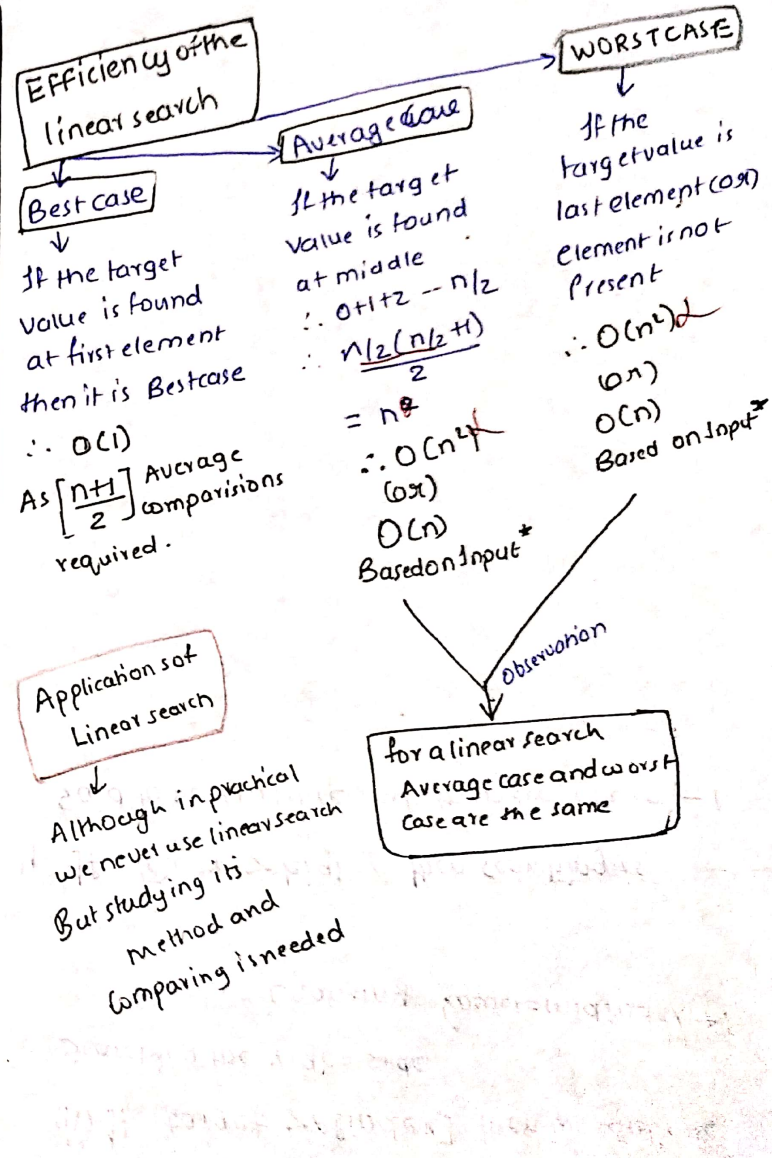 Efficiency of the
linear search
Best case
If the target
value is found
at first element
then it is Bestcase
∴ O(1)
As [n+1/2] Average
comparisions
required.
Average Case
If the target
value is found
at middle
∴ 0+1+2 -- n/2
∴ n/2(n/2+1)/2
= n²
∴ O(n²)
(or)
O(n)
Based on Input*
WORSTCASE
If the
target value is
last element (or)
element is not
Present
∴ O(n²)
(or)
O(n)
Based on Input*
Observation
for a linear search
Average case and worst
case are the same
Applications of
Linear search
Although in practical
we never use linear search
But studying its
method and
Comparing is needed